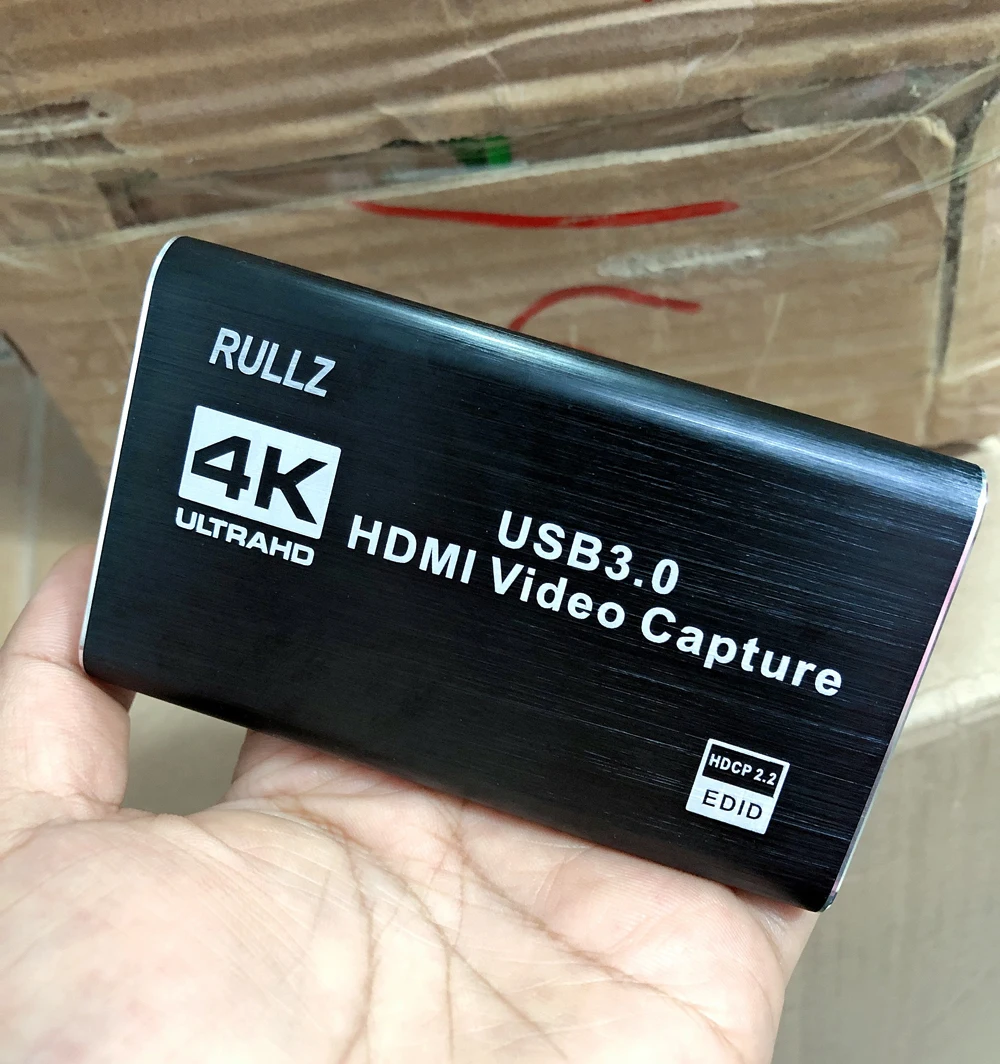 RULLZ
4K
ULTRAHD
USB3.0
HDMI Video Capture
HDCP 2.2
EDID